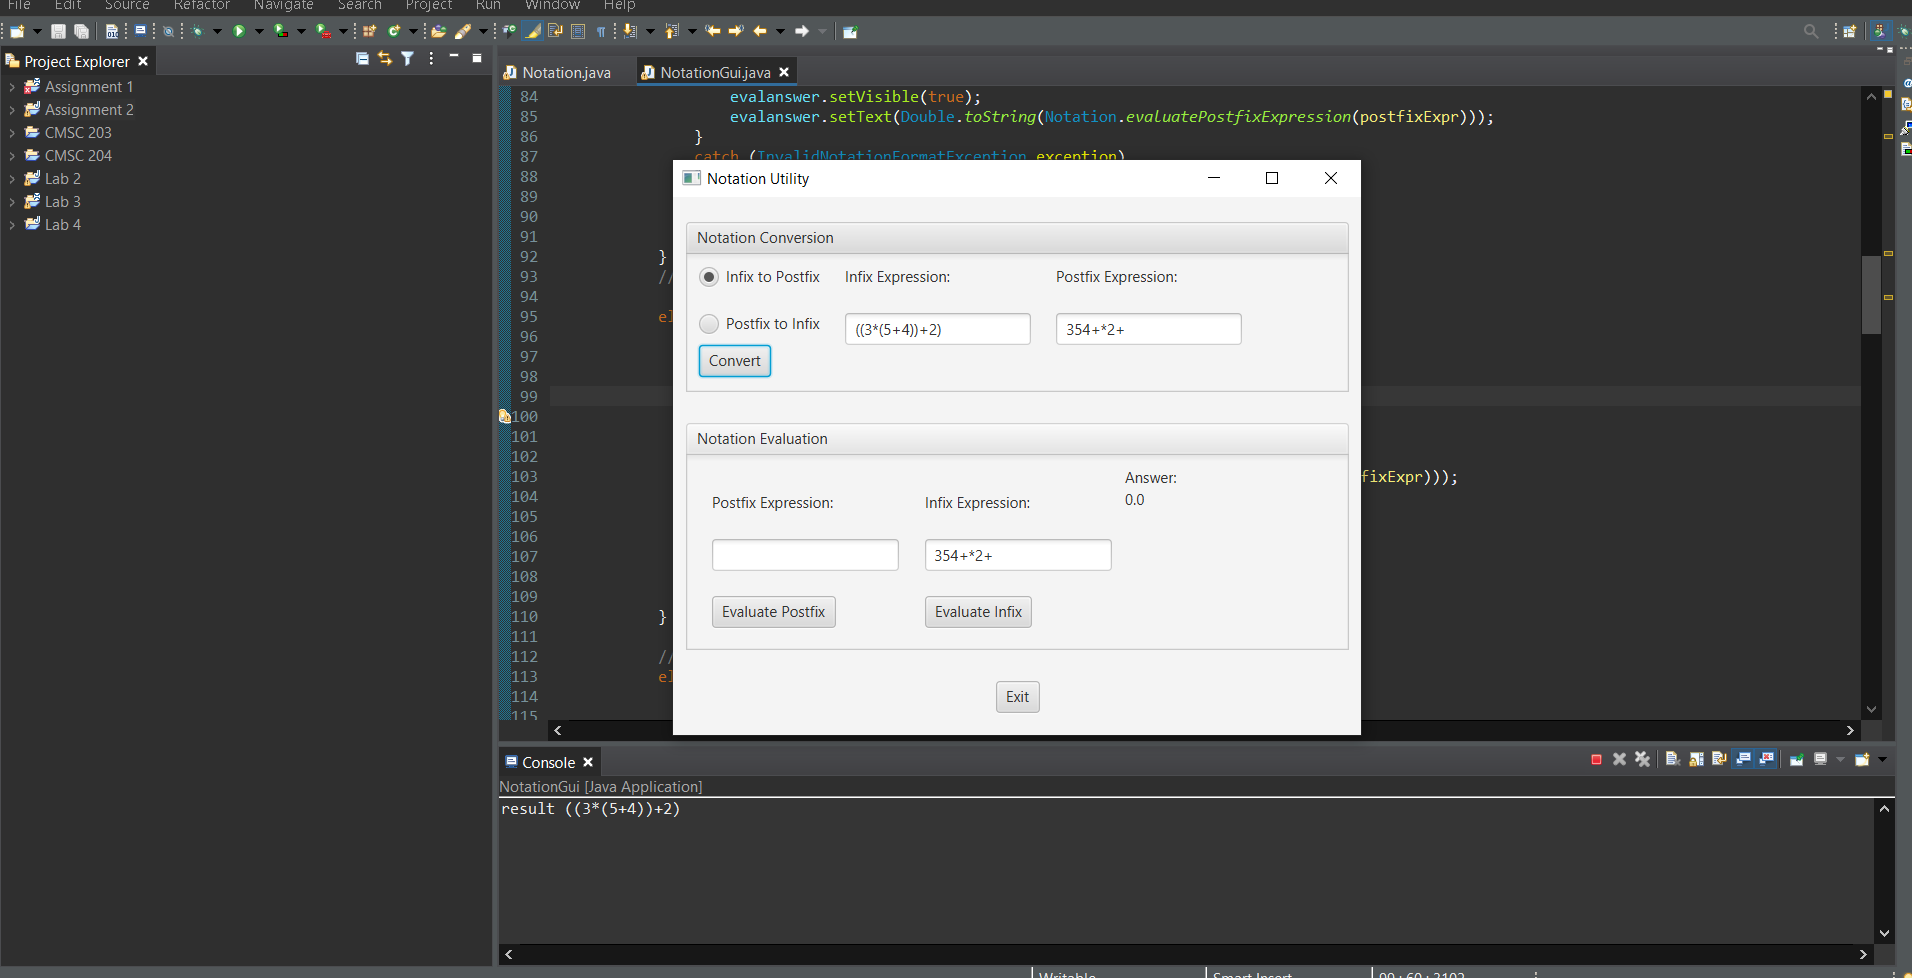 File Edit Source Refactor Navigate Search Project Run Window Help
Project Explorer
Assignment 1
Assignment 2
CMSC 203
CMSC 204
Lab 2
Lab 3
Lab 4
Notation.java NotationGui.java
84 evalanswer.setVisible(true);
85 evalanswer.setText(Double.toString(Notation.evaluatePostfixExpression(postfixExpr)));
86 }
87 catch (InvalidNotationFormatException exception)
88
89
90
91
92 }
93 //
94
95 el
96
97
98
99
100
101
102
103 fixExpr)));
104
105
106
107
108
109
110 }
111
112 //
113 el
114
115
Notation Utility
Notation Conversion
Infix to Postfix Infix Expression: Postfix Expression:
Postfix to Infix ((3*(5+4))+2) 354+*2+
Convert
Notation Evaluation
Answer:
0.0
Postfix Expression: Infix Expression:
354+*2+
Evaluate Postfix Evaluate Infix
Exit
Console
NotationGui [Java Application]
result ((3*(5+4))+2)
Writable Smart Insert 99 : 60 : 3102